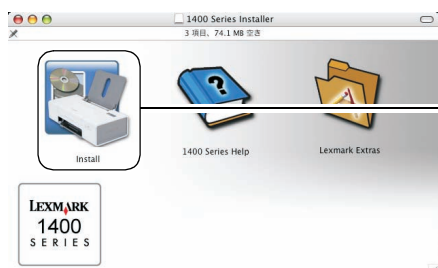 1400 Series Installer
3 項目、74.1 MB 空き
Install
1400 Series Help
Lexmark Extras
LEXMARK
1400
SERIES